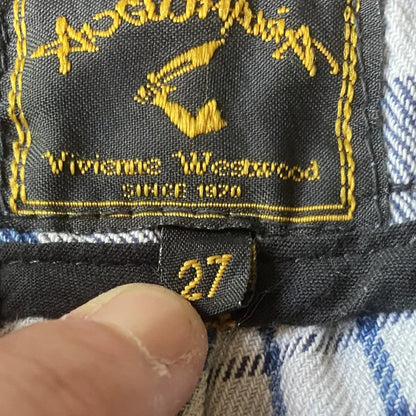 ANGLOMANIA
Vivienne Westwood
SINCE 1970
27